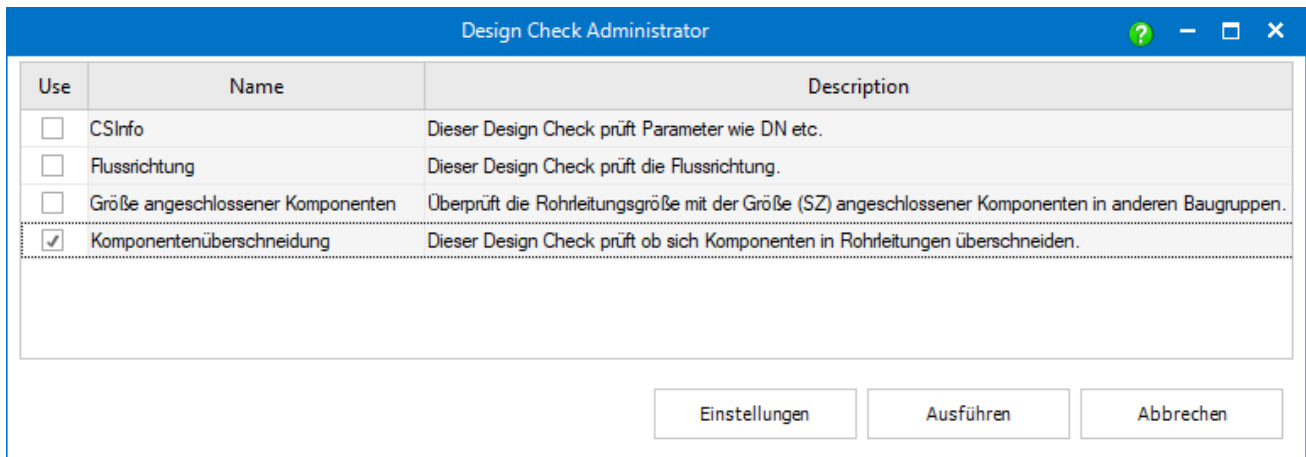 Design Check Administrator
Use Name Description
CSInfo Dieser Design Check prüft Parameter wie DN etc.
Flussrichtung Dieser Design Check prüft die Flussrichtung.
Größe angeschlossener Komponenten Überprüft die Rohrleitungsgröße mit der Größe (SZ) angeschlossener Komponenten in anderen Baugruppen.
Komponentenüberschneidung Dieser Design Check prüft ob sich Komponenten in Rohrleitungen überschneiden.
Einstellungen Ausführen Abbrechen